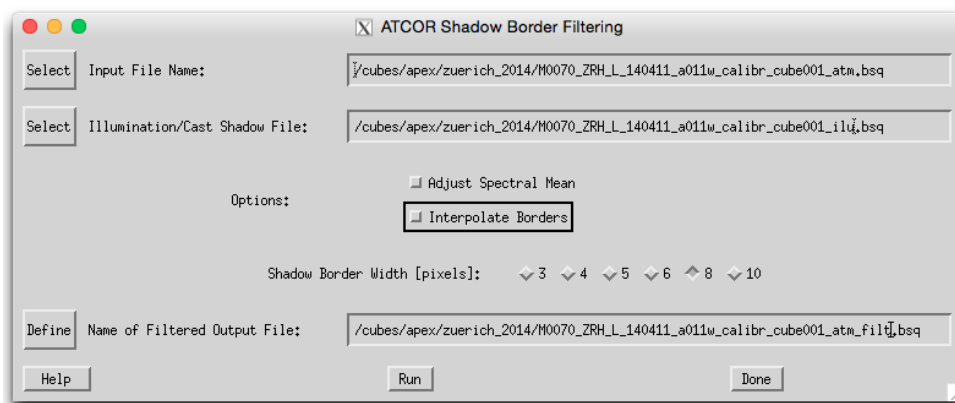 ATCOR Shadow Border Filtering
Select Input File Name: /cubes/apex/zuerich_2014/M0070_ZRH_L_140411_a011w_calibr_cube001_atm.bsq
Select Illumination/Cast Shadow File: /cubes/apex/zuerich_2014/M0070_ZRH_L_140411_a011w_calibr_cube001_ilu.bsq
Adjust Spectral Mean
Options:
Interpolate Borders
Shadow Border Width [pixels]: 3 4 5 6 8 10
Define Name of Filtered Output File: /cubes/apex/zuerich_2014/M0070_ZRH_L_140411_a011w_calibr_cube001_atm_filt.bsq
Help Run Done